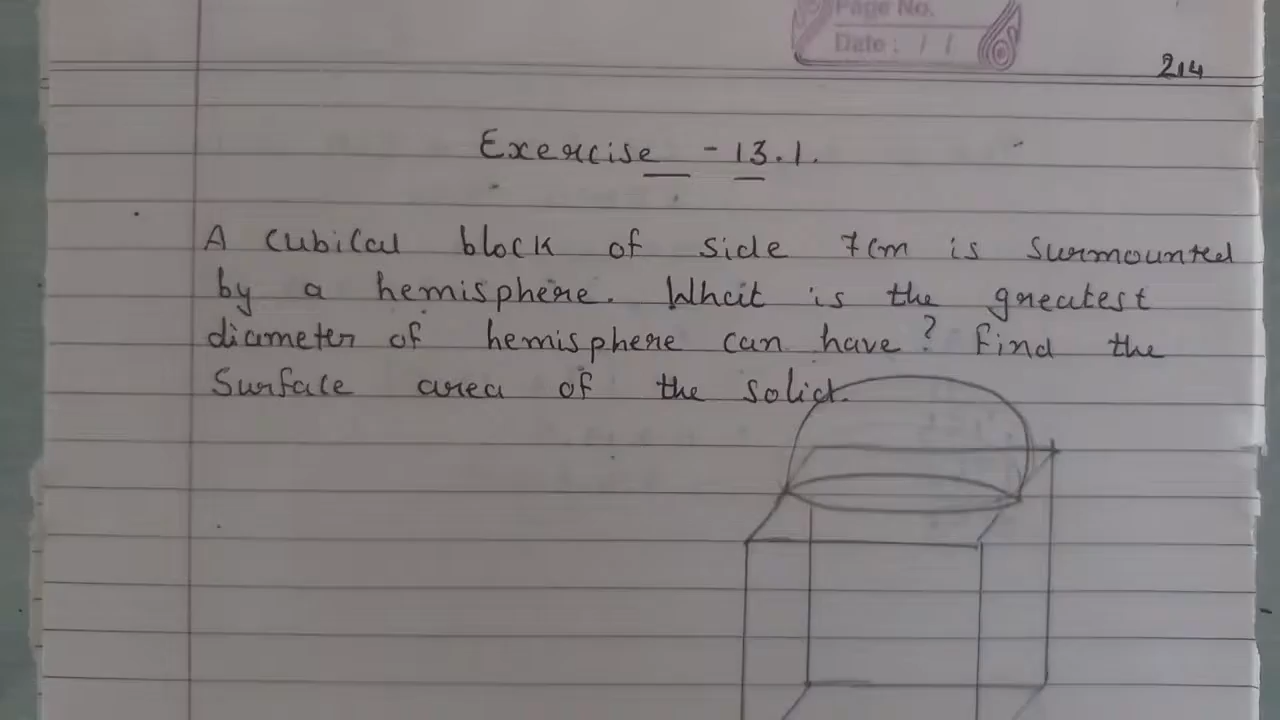 Page No.
Date : / /
214
Exercise - 13.1.
A cubical block of side 7cm is surmounted
by a hemisphere. What is the greatest
diameter of hemisphere can have? Find the
Surface area of the solid.